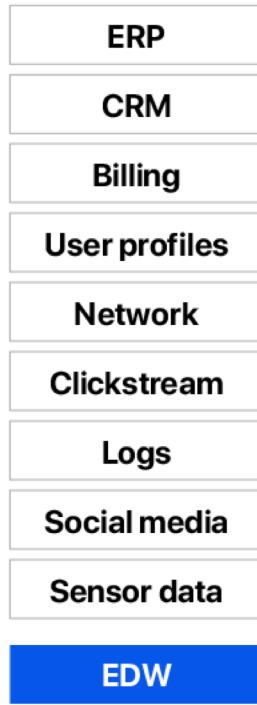 ERP
CRM
Billing
User profiles
Network
Clickstream
Logs
Social media
Sensor data
EDW